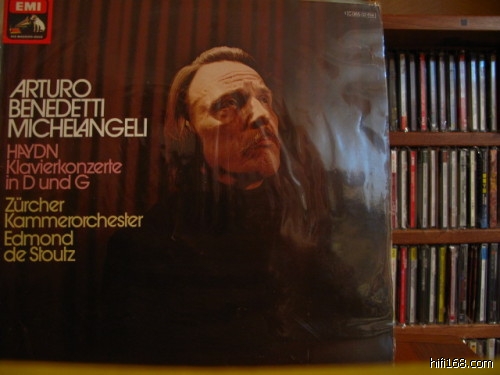 EMI
ARTURO
BENEDETTI
MICHELANGELI
HAYDN
Klavierkonzerte
in D und G
Zürcher
Kammerorchester
Edmond
de Stoutz
hifi168.com